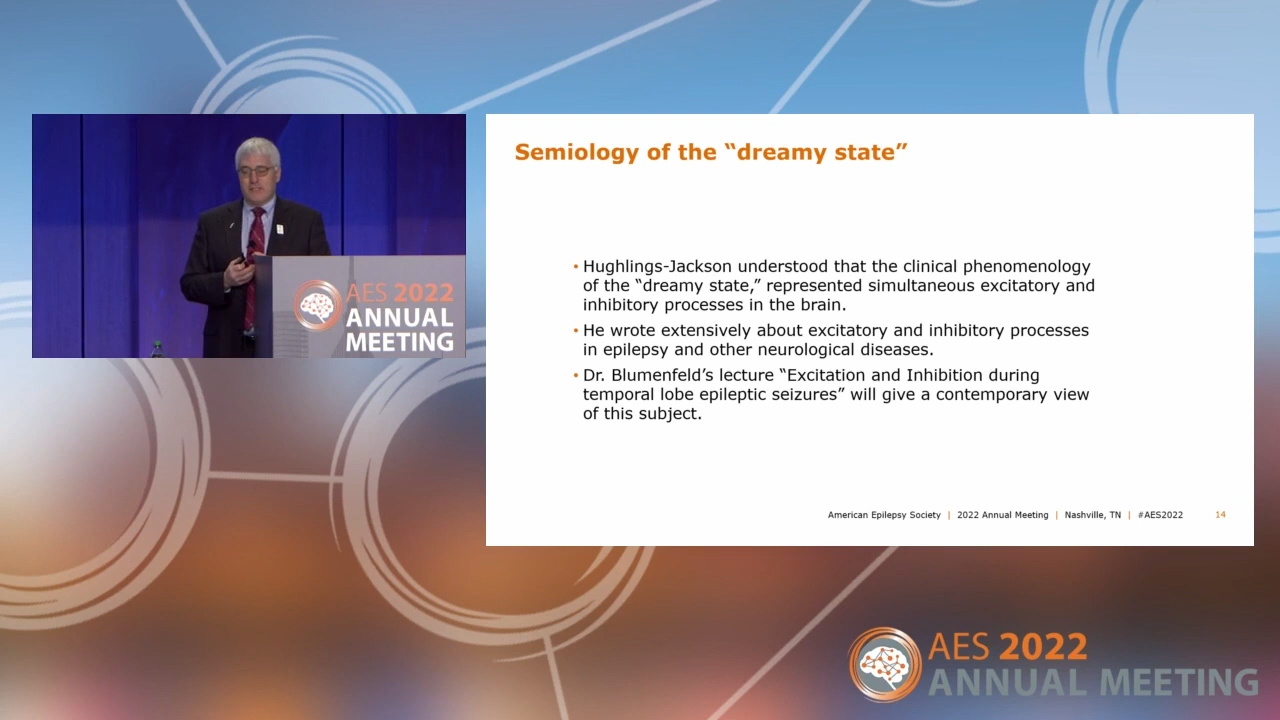 Semiology of the “dreamy state”
• Hughlings-Jackson understood that the clinical phenomenology
of the “dreamy state,” represented simultaneous excitatory and
inhibitory processes in the brain.
• He wrote extensively about excitatory and inhibitory processes
in epilepsy and other neurological diseases.
• Dr. Blumenfeld’s lecture “Excitation and Inhibition during
temporal lobe epileptic seizures” will give a contemporary view
of this subject.
American Epilepsy Society | 2022 Annual Meeting | Nashville, TN | #AES2022 14
AES 2022
ANNUAL
MEETING
AES 2022
ANNUAL MEETING